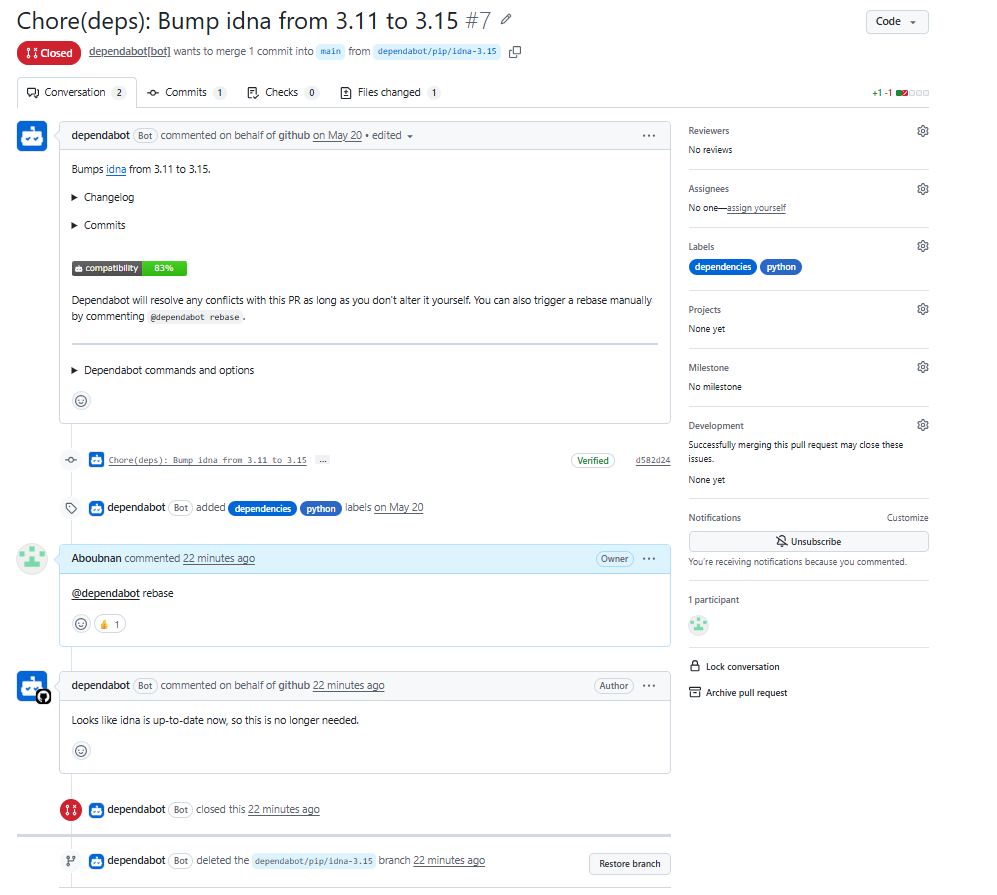 Chore(deps): Bump idna from 3.11 to 3.15 #7
Code
Closed
dependabot[bot] wants to merge 1 commit into main from dependabot/pip/idna-3.15
Conversation 2
Commits 1
Checks 0
Files changed 1
+1 -1
dependabot Bot commented on behalf of github on May 20 • edited
Bumps idna from 3.11 to 3.15.
Changelog
Commits
compatibility 83%
Dependabot will resolve any conflicts with this PR as long as you don't alter it yourself. You can also trigger a rebase manually
by commenting @dependabot rebase.
Dependabot commands and options
Chore(deps): Bump idna from 3.11 to 3.15 ...
Verified
d582d24
dependabot Bot added dependencies python labels on May 20
Aboubnan commented 22 minutes ago
Owner
@dependabot rebase
👍 1
dependabot Bot commented on behalf of github 22 minutes ago
Author
Looks like idna is up-to-date now, so this is no longer needed.
dependabot Bot closed this 22 minutes ago
dependabot Bot deleted the dependabot/pip/idna-3.15 branch 22 minutes ago
Restore branch
Reviewers
No reviews
Assignees
No one—assign yourself
Labels
dependencies python
Projects
None yet
Milestone
No milestone
Development
Successfully merging this pull request may close these
issues.
None yet
Notifications
Customize
Unsubscribe
You're receiving notifications because you commented.
1 participant
Lock conversation
Archive pull request